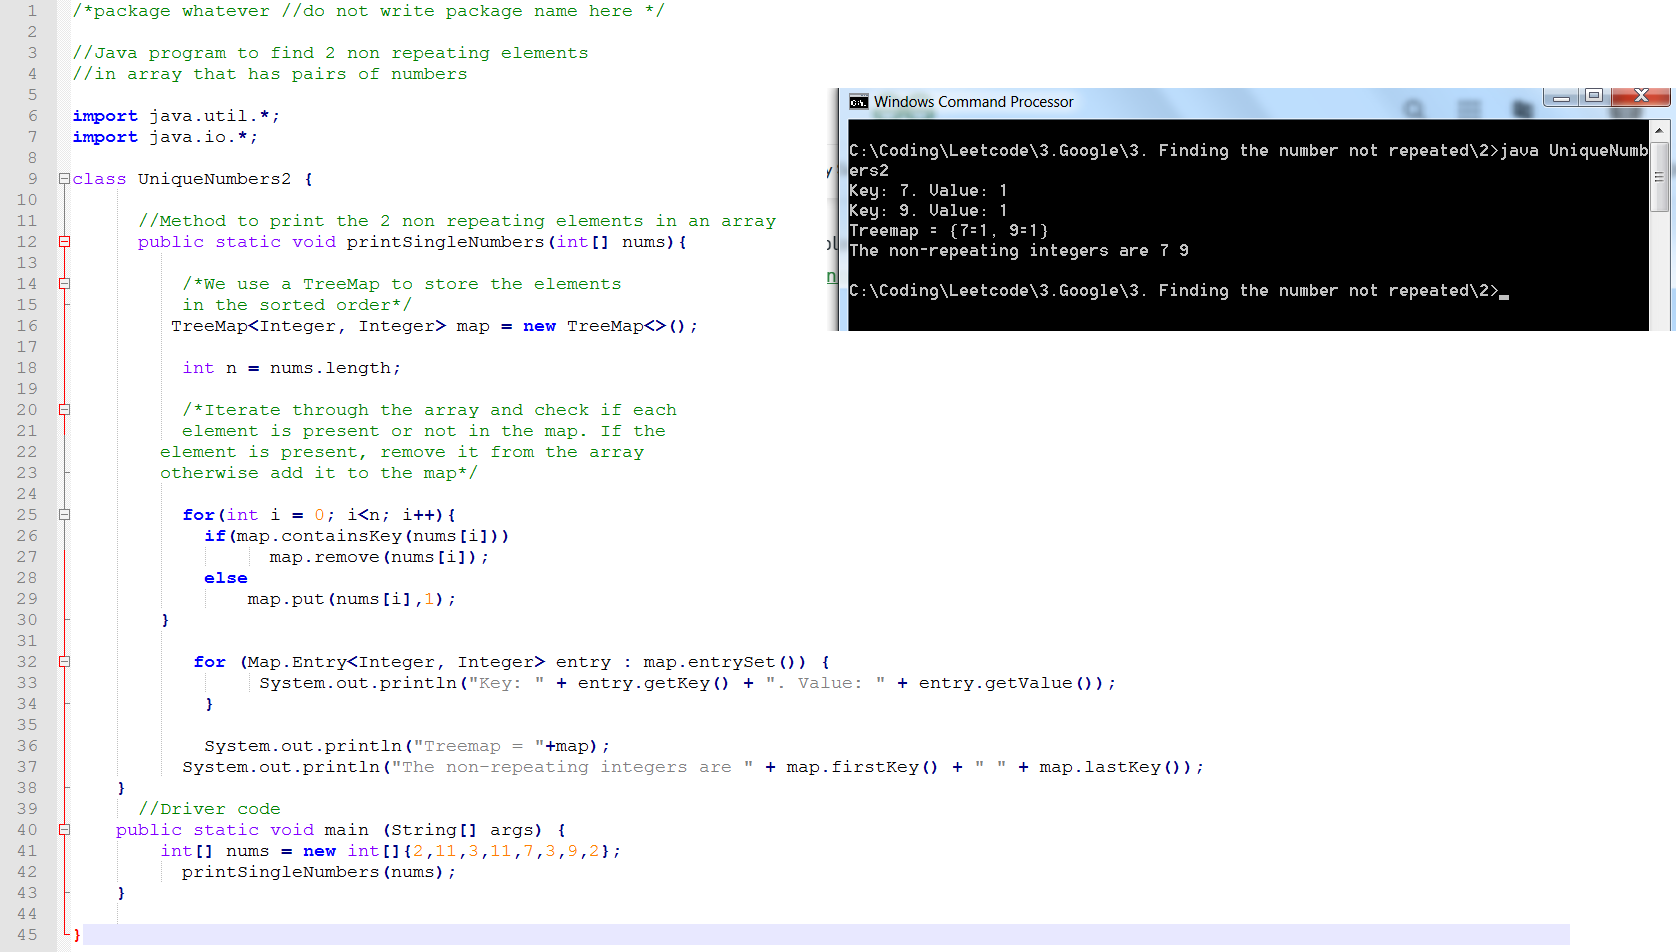 1 /*package whatever //do not write package name here */
2
3 //Java program to find 2 non repeating elements
4 //in array that has pairs of numbers
5
6 import java.util.*;
7 import java.io.*;
8
9 class UniqueNumbers2 {
10
11 //Method to print the 2 non repeating elements in an array
12 public static void printSingleNumbers(int[] nums){
13
14 /*We use a TreeMap to store the elements
15 in the sorted order*/
16 TreeMap<Integer, Integer> map = new TreeMap<>();
17
18 int n = nums.length;
19
20 /*Iterate through the array and check if each
21 element is present or not in the map. If the
22 element is present, remove it from the array
23 otherwise add it to the map*/
24
25 for(int i = 0; i<n; i++){
26 if(map.containsKey(nums[i]))
27 map.remove(nums[i]);
28 else
29 map.put(nums[i],1);
30 }
31
32 for (Map.Entry<Integer, Integer> entry : map.entrySet()) {
33 System.out.println("Key: " + entry.getKey() + ". Value: " + entry.getValue());
34 }
35
36 System.out.println("Treemap = "+map);
37 System.out.println("The non-repeating integers are " + map.firstKey() + " " + map.lastKey());
38 }
39 //Driver code
40 public static void main (String[] args) {
41 int[] nums = new int[]{2,11,3,11,7,3,9,2};
42 printSingleNumbers(nums);
43 }
44
45 }
Windows Command Processor
C:\Coding\Leetcode\3.Google\3. Finding the number not repeated\2>java UniqueNumb
ers2
Key: 7. Value: 1
Key: 9. Value: 1
Treemap = {7=1, 9=1}
The non-repeating integers are 7 9
C:\Coding\Leetcode\3.Google\3. Finding the number not repeated\2>